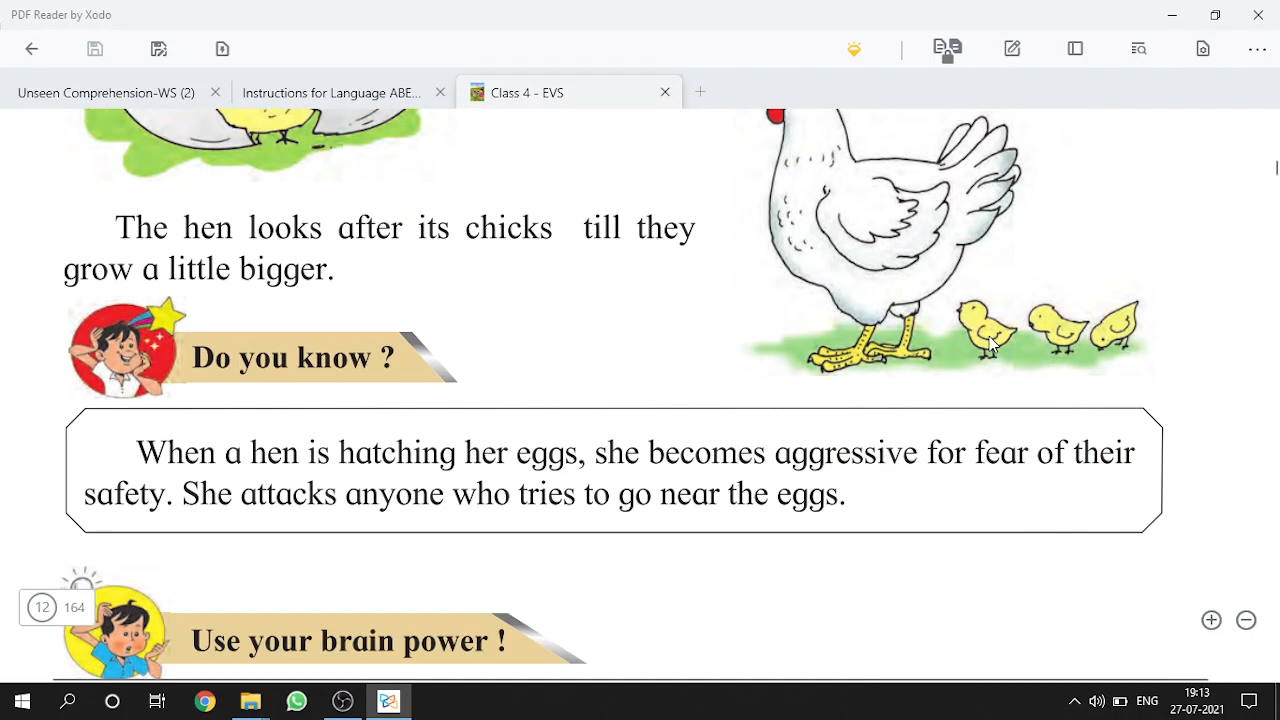 PDF Reader by Xodo
Unseen Comprehension-WS (2)
Instructions for Language ABE...
Class 4 - EVS
The hen looks after its chicks till they
grow a little bigger.
Do you know ?
When a hen is hatching her eggs, she becomes aggressive for fear of their
safety. She attacks anyone who tries to go near the eggs.
12 164
Use your brain power !
ENG
19:13
27-07-2021